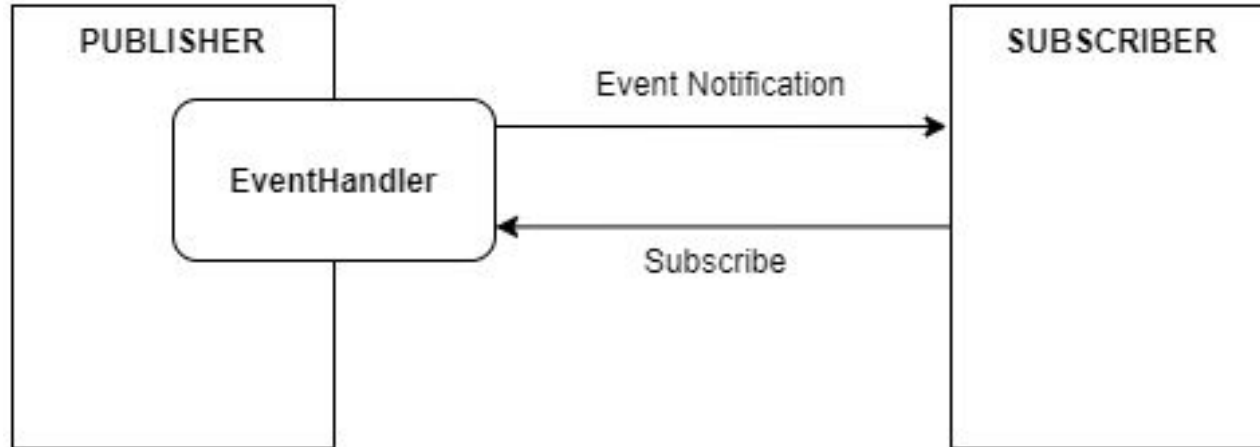 PUBLISHER
SUBSCRIBER
Event Notification
EventHandler
Subscribe